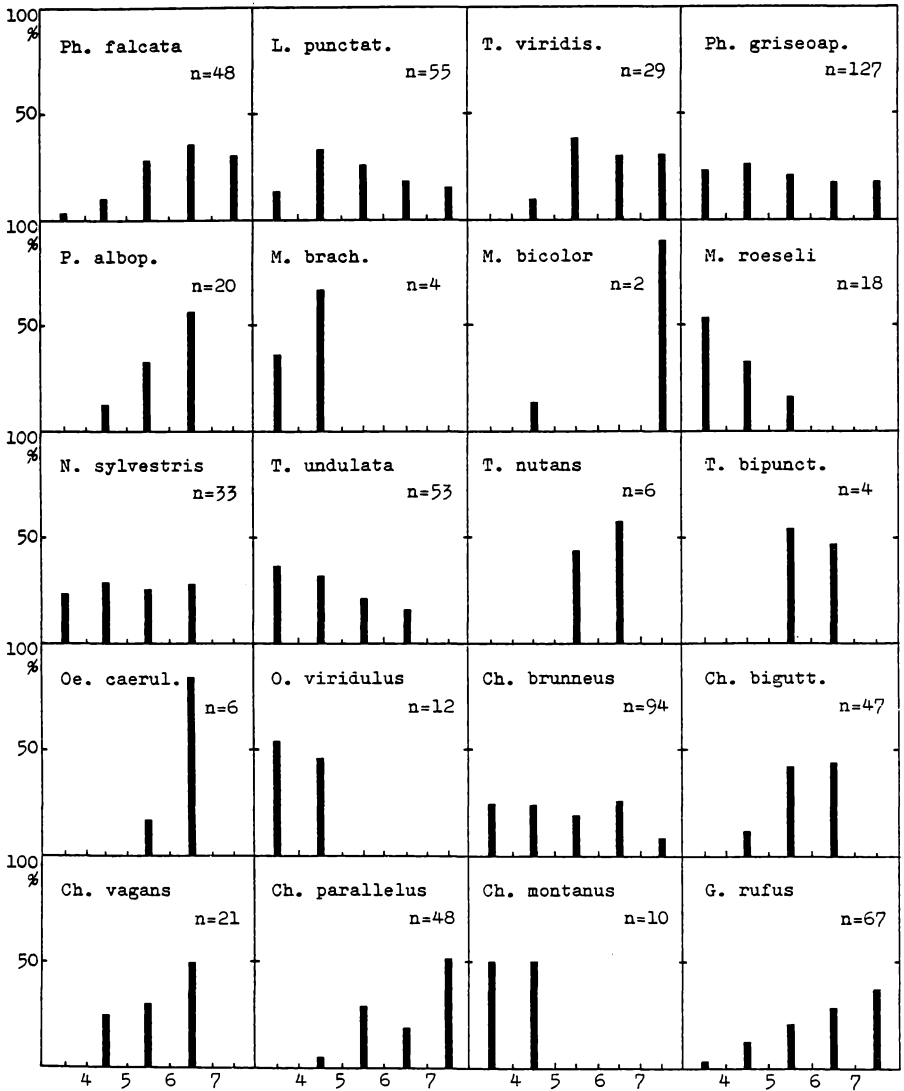 100
%
50
Ph. falcata
n=48
L. punctat.
n=55
T. viridis.
n=29
Ph. griseoap.
n=127
100
%
50
P. albop.
n=20
M. brach.
n=4
M. bicolor
n=2
M. roeseli
n=18
100
%
50
N. sylvestris
n=33
T. undulata
n=53
T. nutans
n=6
T. bipunct.
n=4
100
%
50
Oe. caerul.
n=6
O. viridulus
n=12
Ch. brunneus
n=94
Ch. bigutt.
n=47
100
%
50
Ch. vagans
n=21
Ch. parallelus
n=48
Ch. montanus
n=10
G. rufus
n=67
4 5 6 7 4 5 6 7 4 5 6 7 4 5 6 7